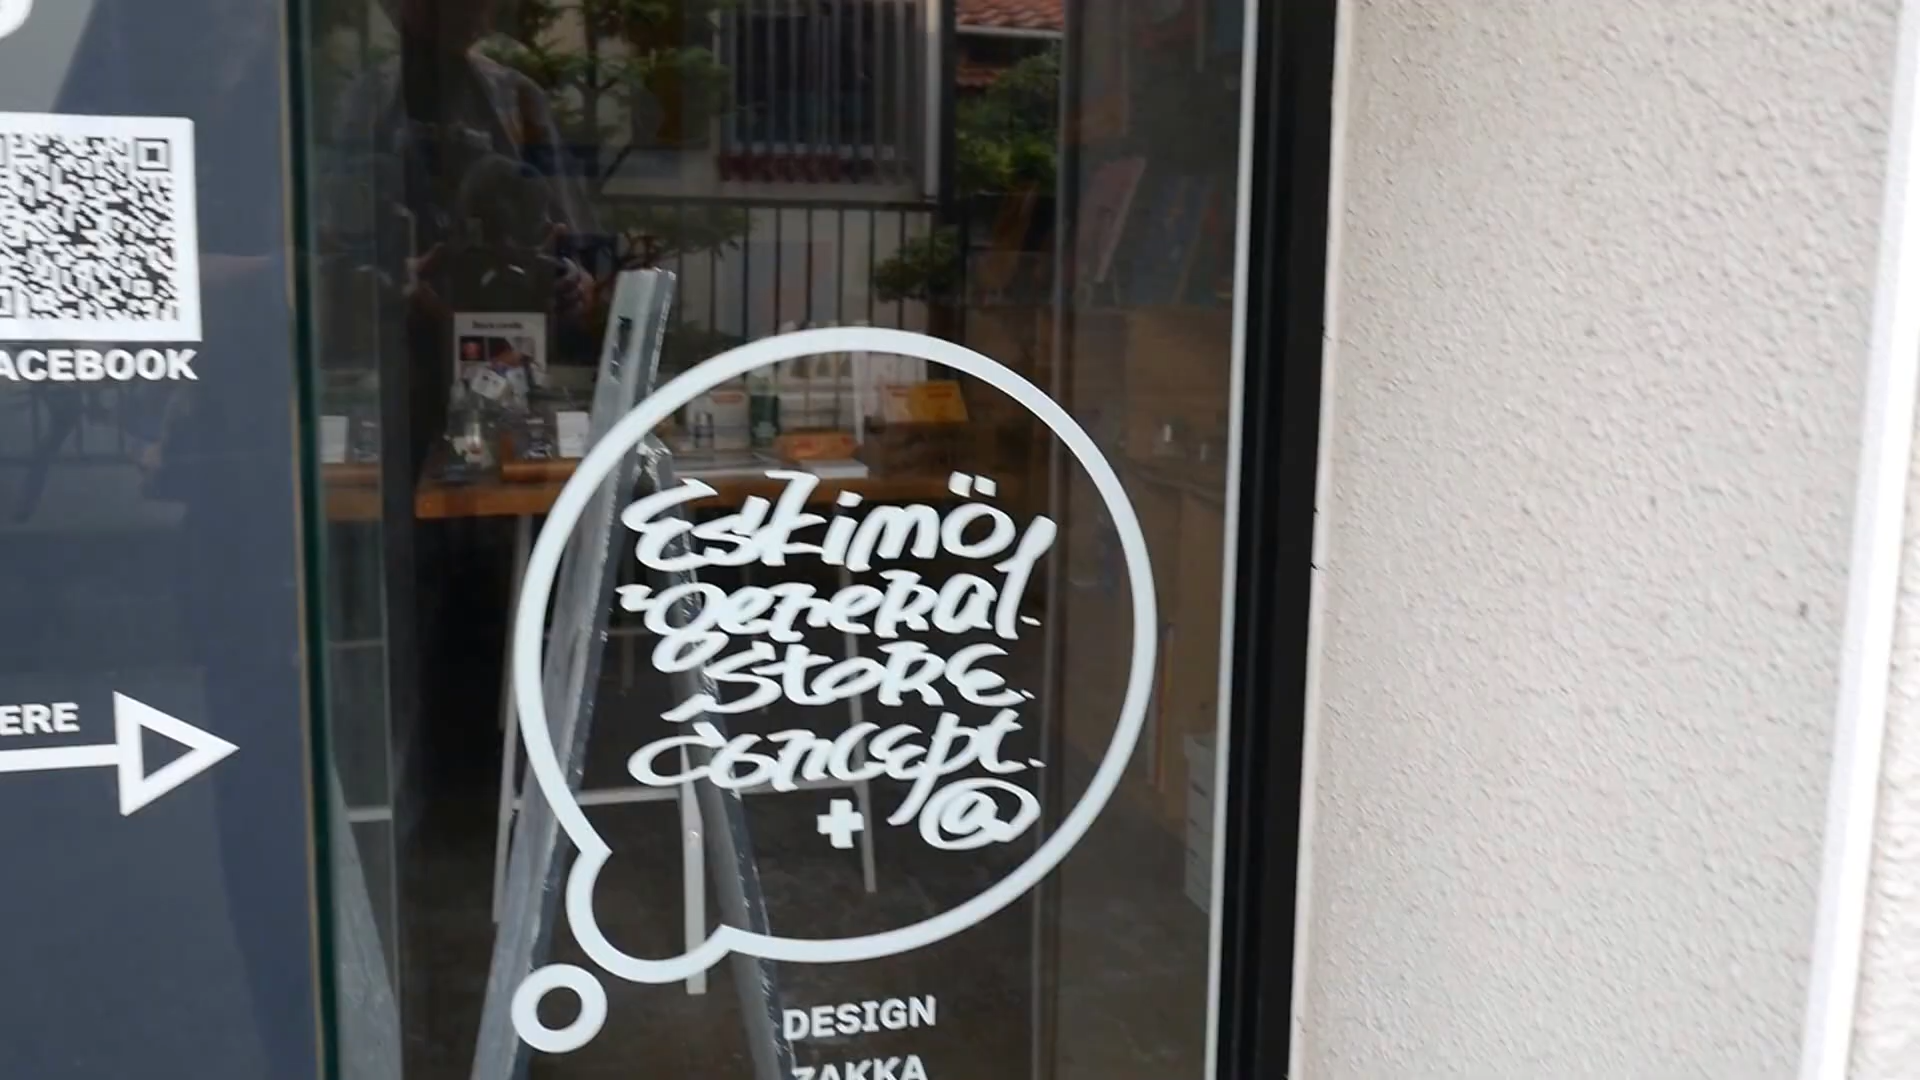 ACEBOOK
ERE
Eskimö
general.
Store.
Concept.
+ @
DESIGN
ZAKKA